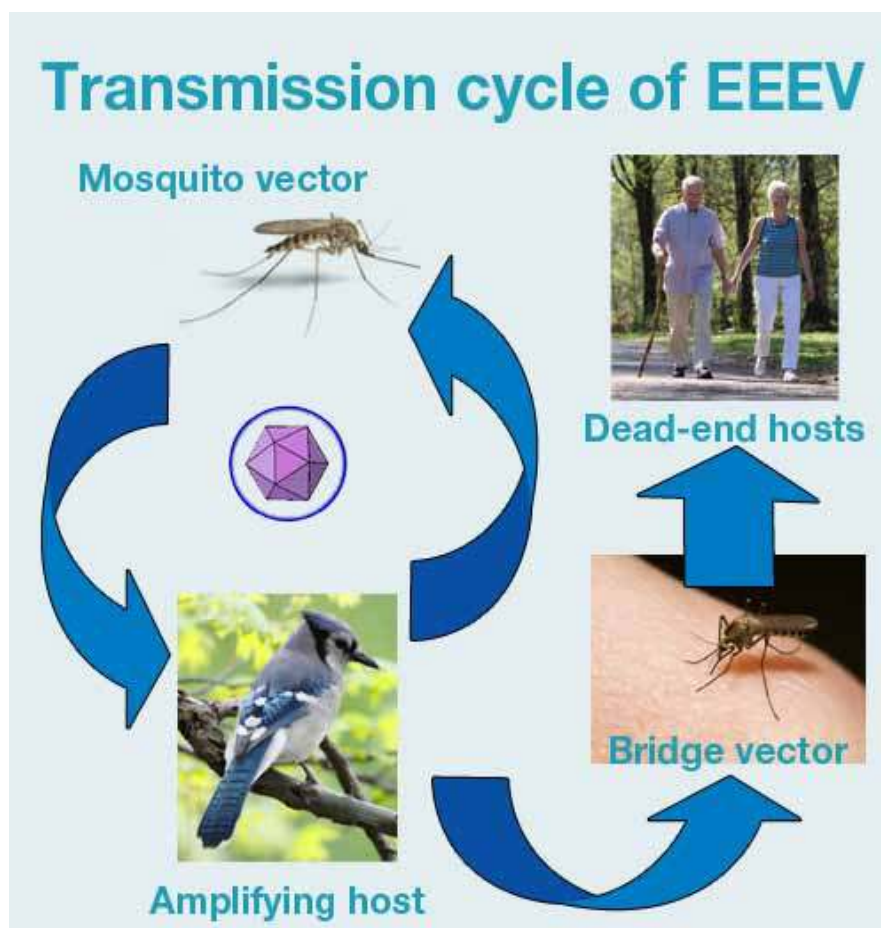 Transmission cycle of EEEV
Mosquito vector
Dead-end hosts
Bridge vector
Amplifying host